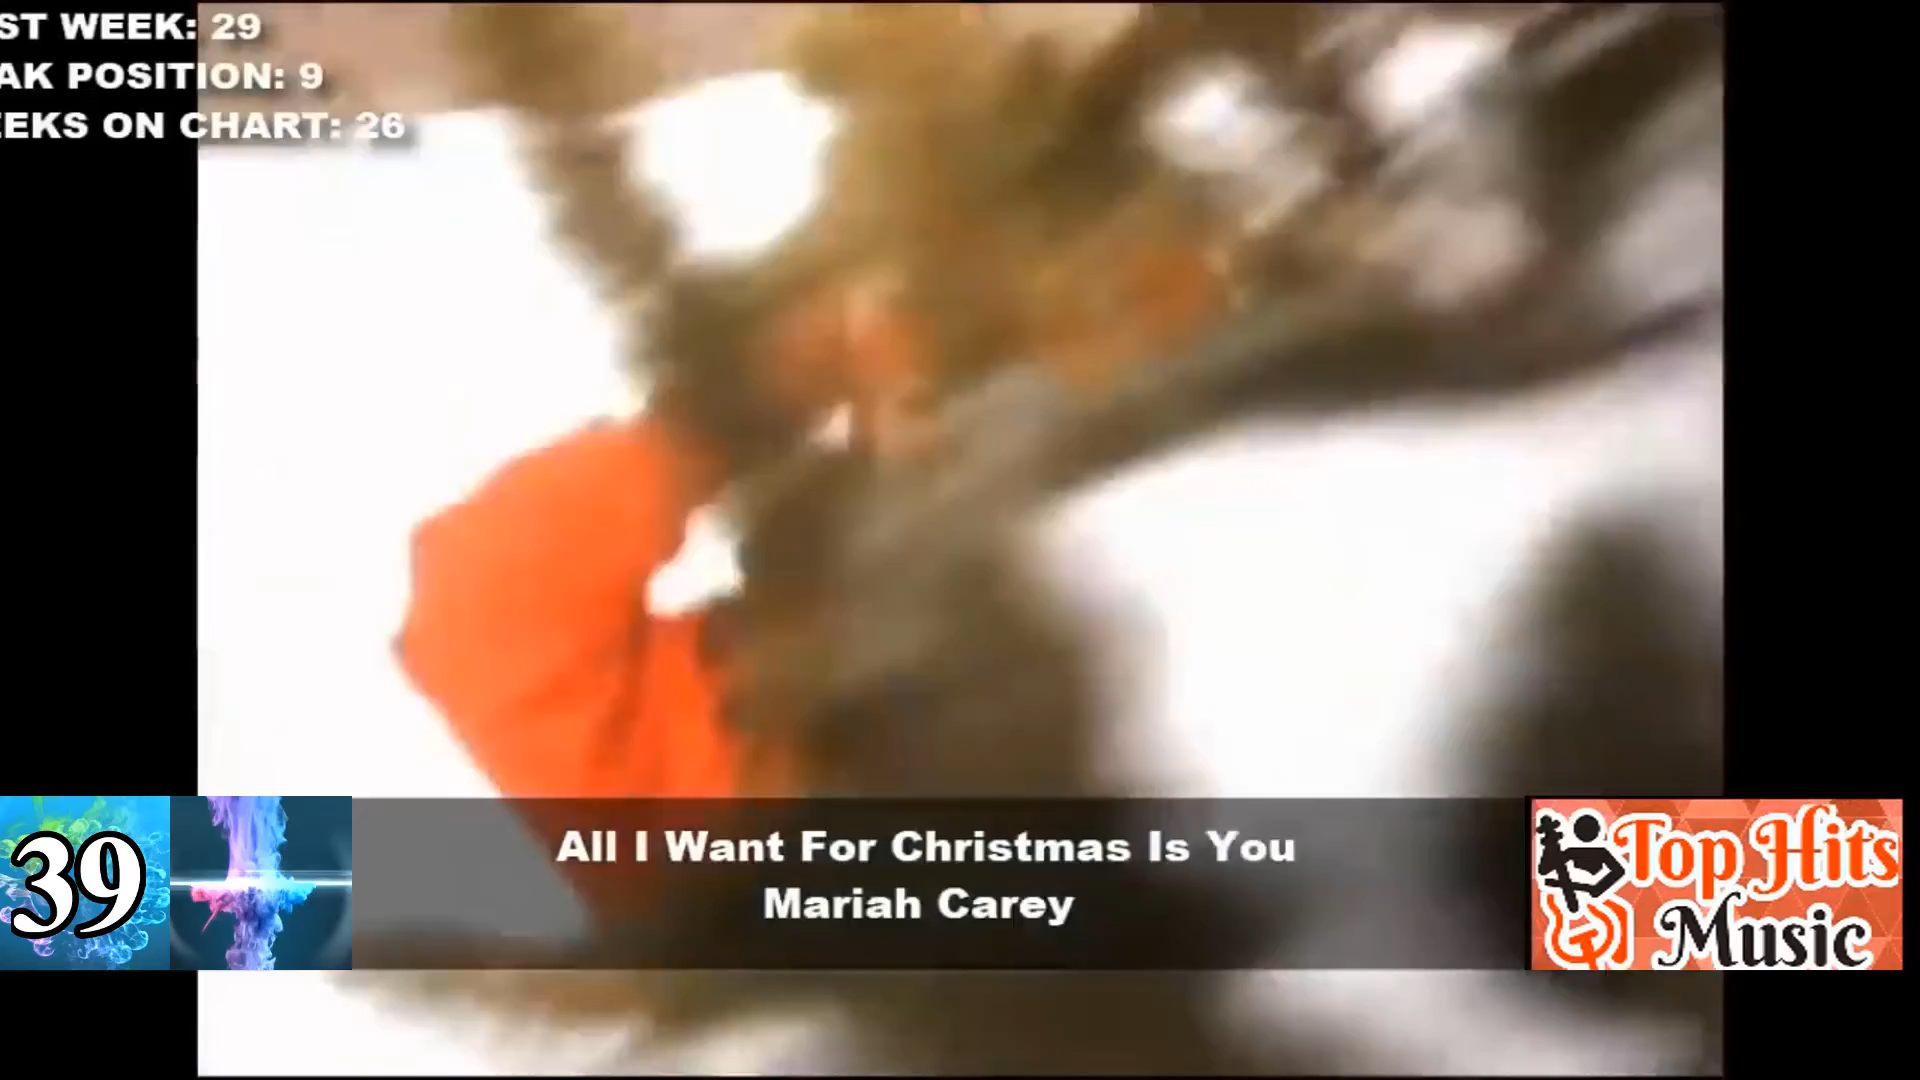 ST WEEK: 29
AK POSITION: 9
EEKS ON CHART: 26
39
All I Want For Christmas Is You
Mariah Carey
Top Hits
Music